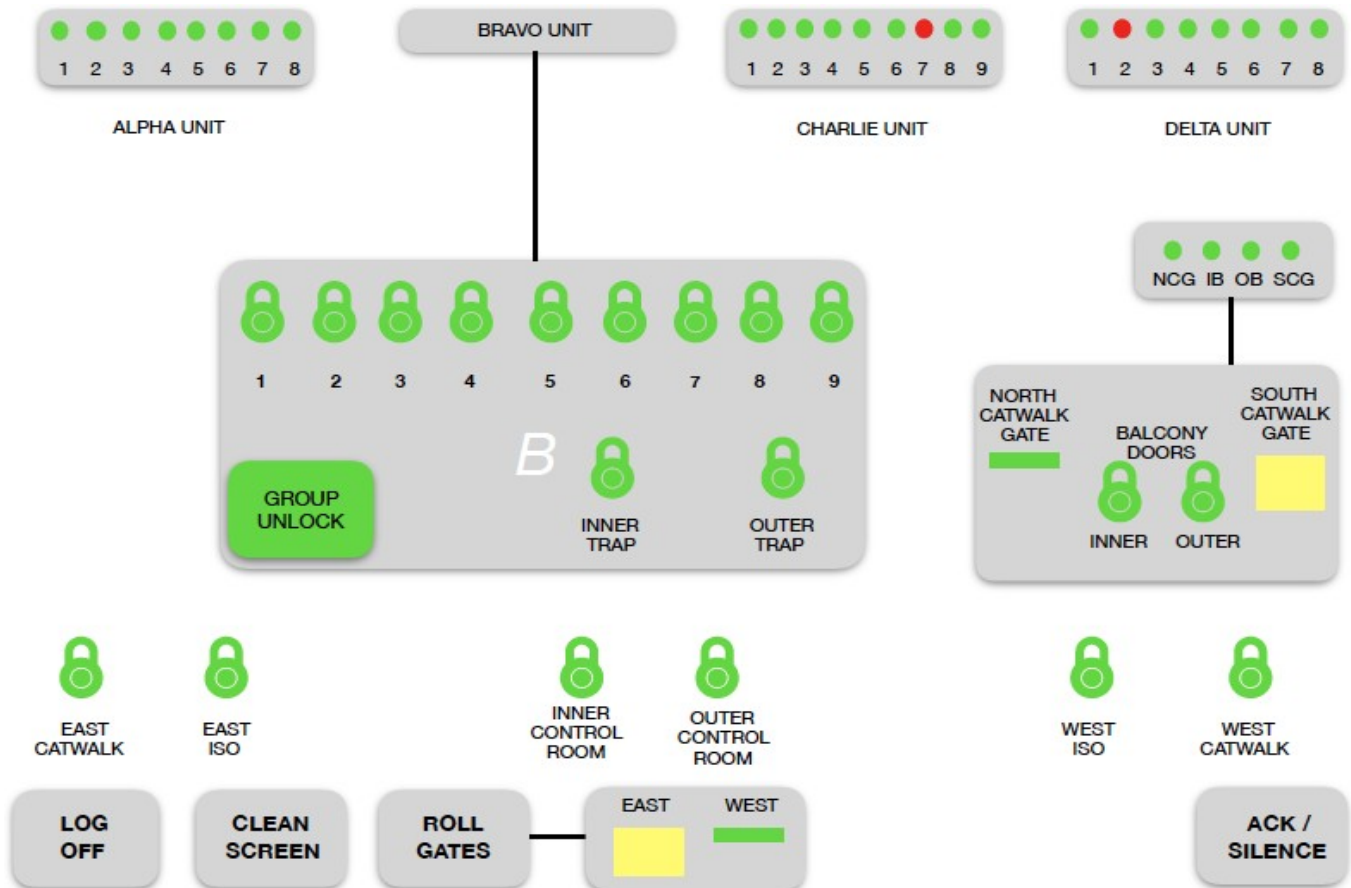 BRAVO UNIT
1 2 3 4 5 6 7 8
1 2 3 4 5 6 7 8 9
1 2 3 4 5 6 7 8
ALPHA UNIT
CHARLIE UNIT
DELTA UNIT
NCG IB OB SCG
1 2 3 4 5 6 7 8 9
B
GROUP
UNLOCK
INNER
TRAP
OUTER
TRAP
NORTH
CATWALK
GATE
BALCONY
DOORS
SOUTH
CATWALK
GATE
INNER
OUTER
EAST
CATWALK
EAST
ISO
INNER
CONTROL
ROOM
OUTER
CONTROL
ROOM
WEST
ISO
WEST
CATWALK
LOG
OFF
CLEAN
SCREEN
ROLL
GATES
EAST
WEST
ACK /
SILENCE